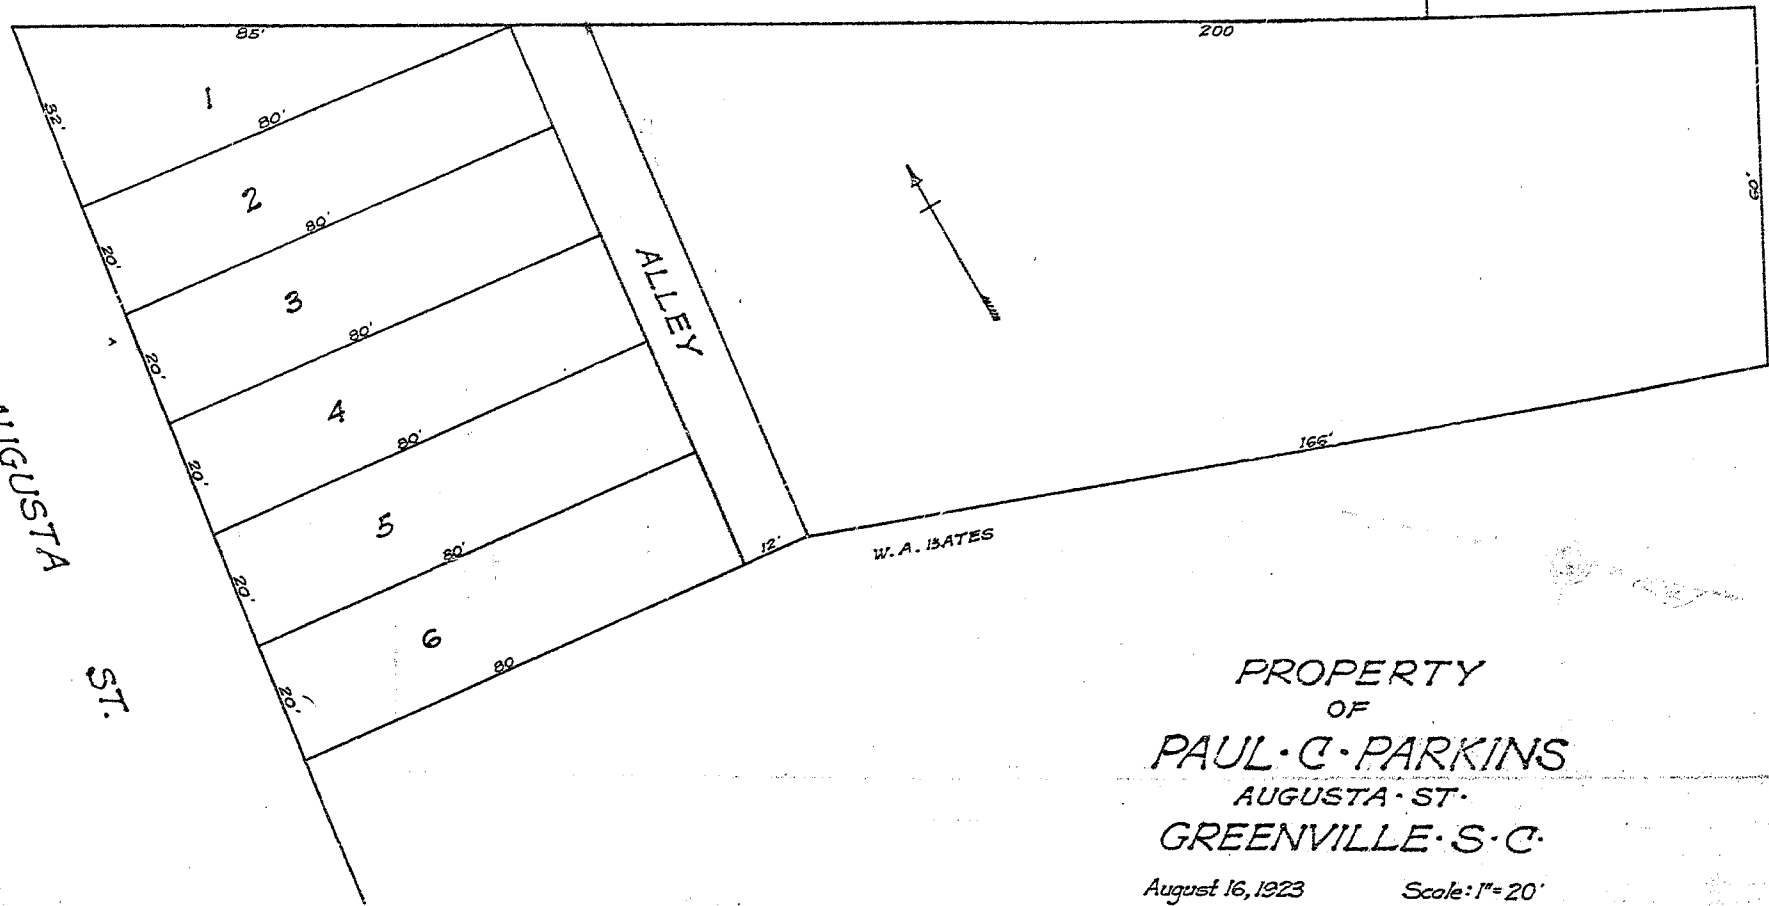 85'
200
32'
1
80'
2
20'
80'
3
20'
80'
4
20'
80'
5
20'
80'
6
20'
80
12'
ALLEY
60'
166'
W. A. BATES
AUGUSTA
ST.
PROPERTY
OF
PAUL · C · PARKINS
AUGUSTA · ST ·
GREENVILLE · S · C ·
August 16, 1923 Scale: 1" = 20'